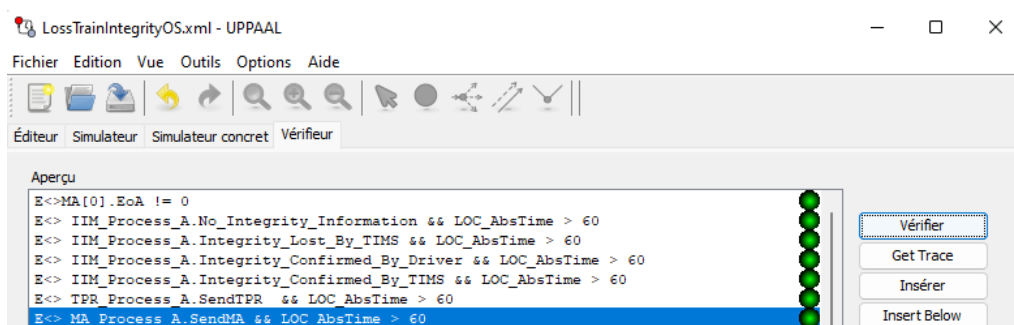 LossTrainIntegrityOS.xml - UPPAAL
Fichier Edition Vue Outils Options Aide
Éditeur Simulateur Simulateur concret Vérifieur
Aperçu
E<>MA[0].EoA != 0
E<> IIM_Process_A.No_Integrity_Information && LOC_AbsTime > 60
E<> IIM_Process_A.Integrity_Lost_By_TIMS && LOC_AbsTime > 60
E<> IIM_Process_A.Integrity_Confirmed_By_Driver && LOC_AbsTime > 60
E<> IIM_Process_A.Integrity_Confirmed_By_TIMS && LOC_AbsTime > 60
E<> TPR_Process_A.SendTPR  && LOC_AbsTime > 60
E<> MA_Process_A.SendMA && LOC_AbsTime > 60
Vérifier
Get Trace
Insérer
Insert Below